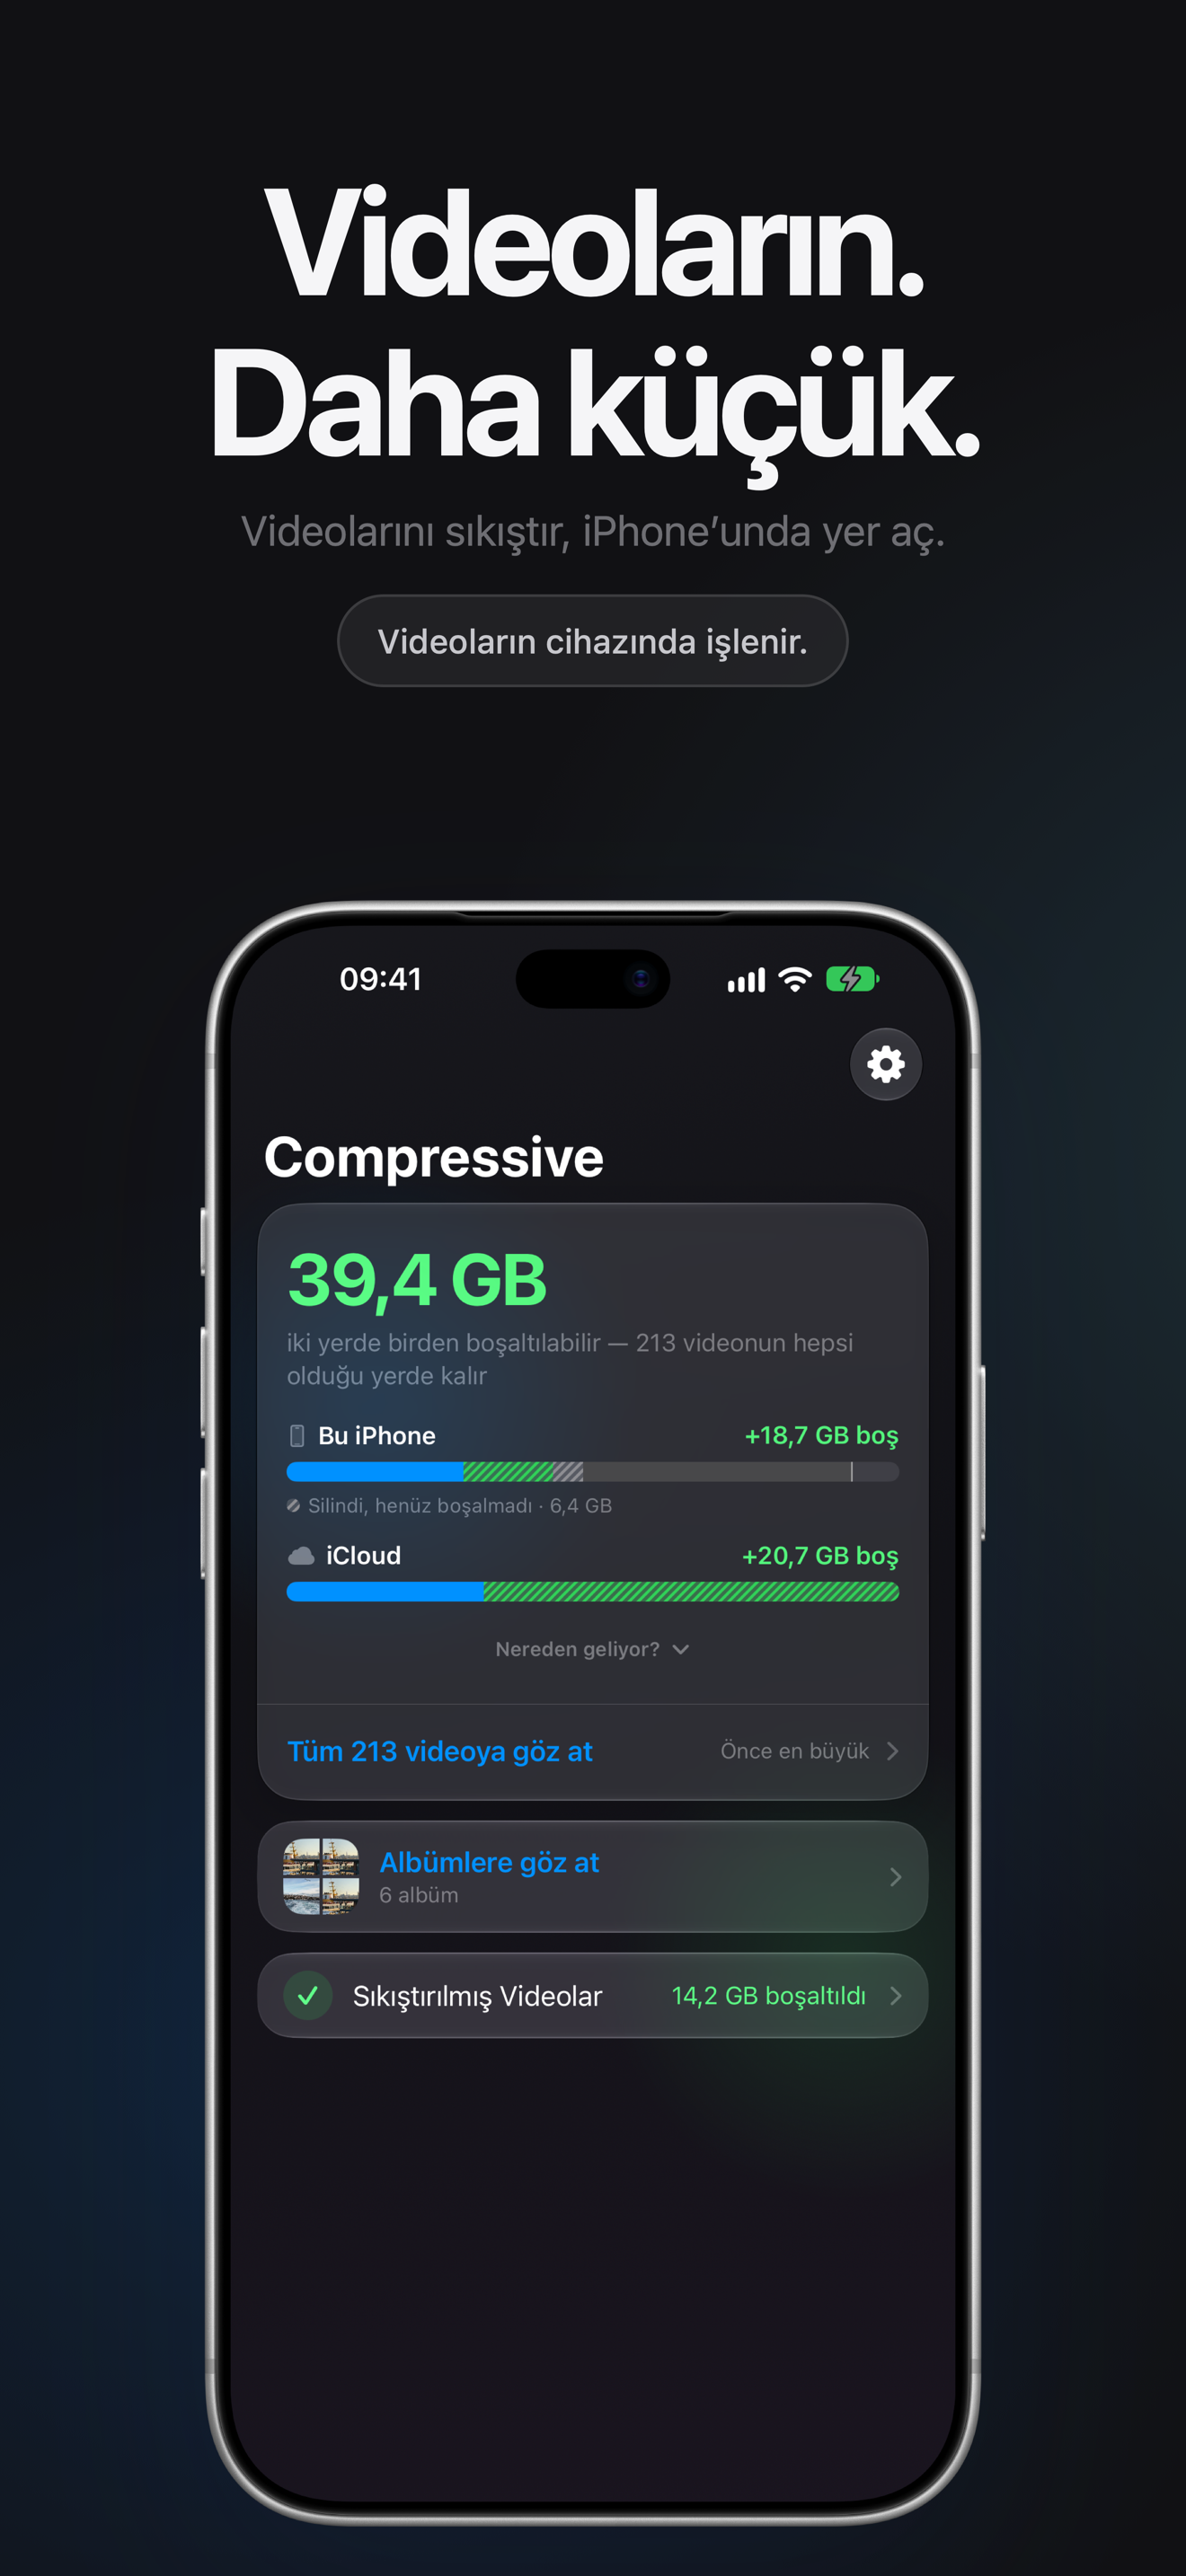 Videoların.
Daha küçük.
Videolarını sıkıştır, iPhone’unda yer aç.
Videoların cihazında işlenir.
09:41
Compressive
39,4 GB
iki yerde birden boşaltılabilir — 213 videonun hepsi
olduğu yerde kalır
Bu iPhone +18,7 GB boş
Silindi, henüz boşalmadı · 6,4 GB
iCloud +20,7 GB boş
Nereden geliyor?
Tüm 213 videoya göz at Önce en büyük
Albümlere göz at
6 albüm
Sıkıştırılmış Videolar 14,2 GB boşaltıldı